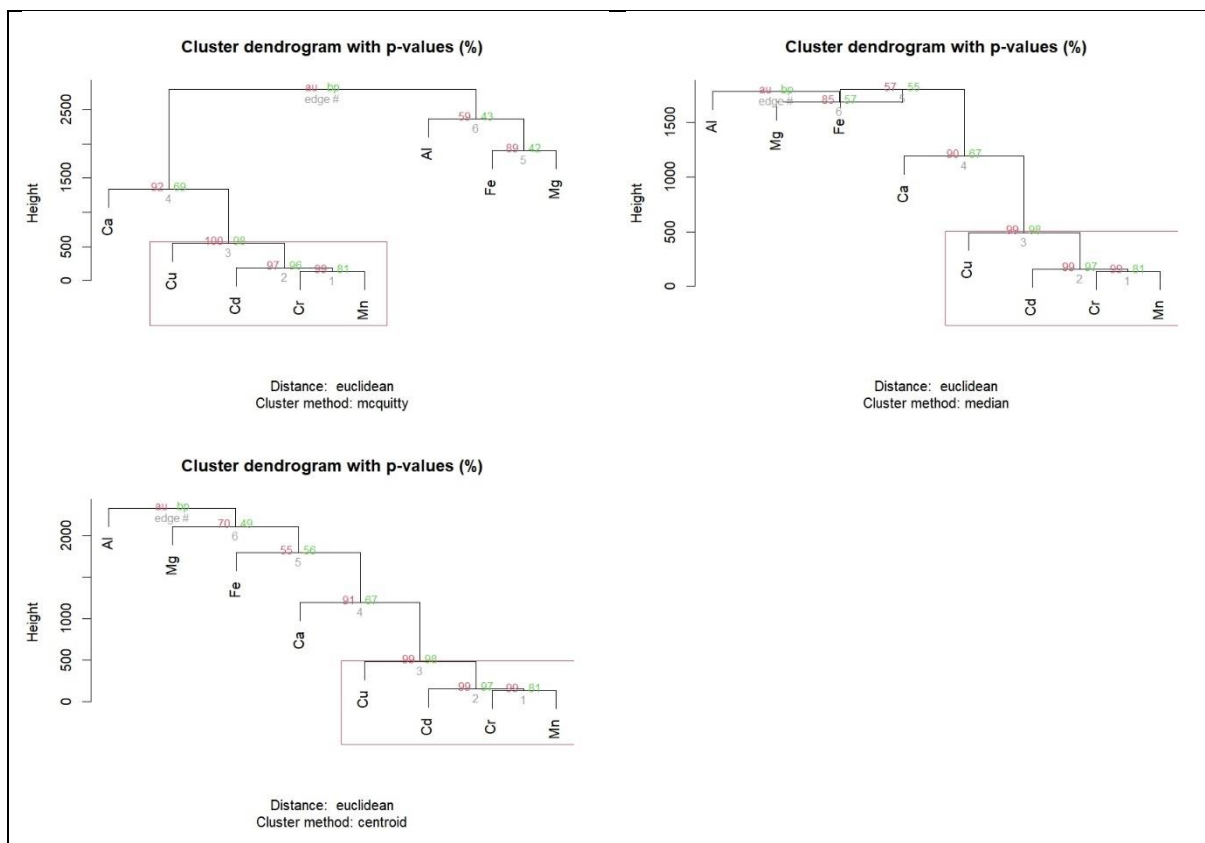 Cluster dendrogram with p-values (%)
Height
2500
1500
500
0
au bp
edge #
59 43
6
Al
89 42
5
Fe
Mg
92 69
4
Ca
100 98
3
Cu
97 96
2
Cd
99 81
1
Cr
Mn
Distance: euclidean
Cluster method: mcquitty
Cluster dendrogram with p-values (%)
Height
1500
1000
500
0
au bp
edge #
57 55
5
85 57
6
Al
Mg
Fe
90 67
4
Ca
99 98
3
Cu
99 97
2
Cd
99 81
1
Cr
Mn
Distance: euclidean
Cluster method: median
Cluster dendrogram with p-values (%)
Height
2000
1000
500
0
au bp
edge #
Al
70 49
6
Mg
55 56
5
Fe
91 67
4
Ca
99 98
3
Cu
99 97
2
Cd
99 81
1
Cr
Mn
Distance: euclidean
Cluster method: centroid